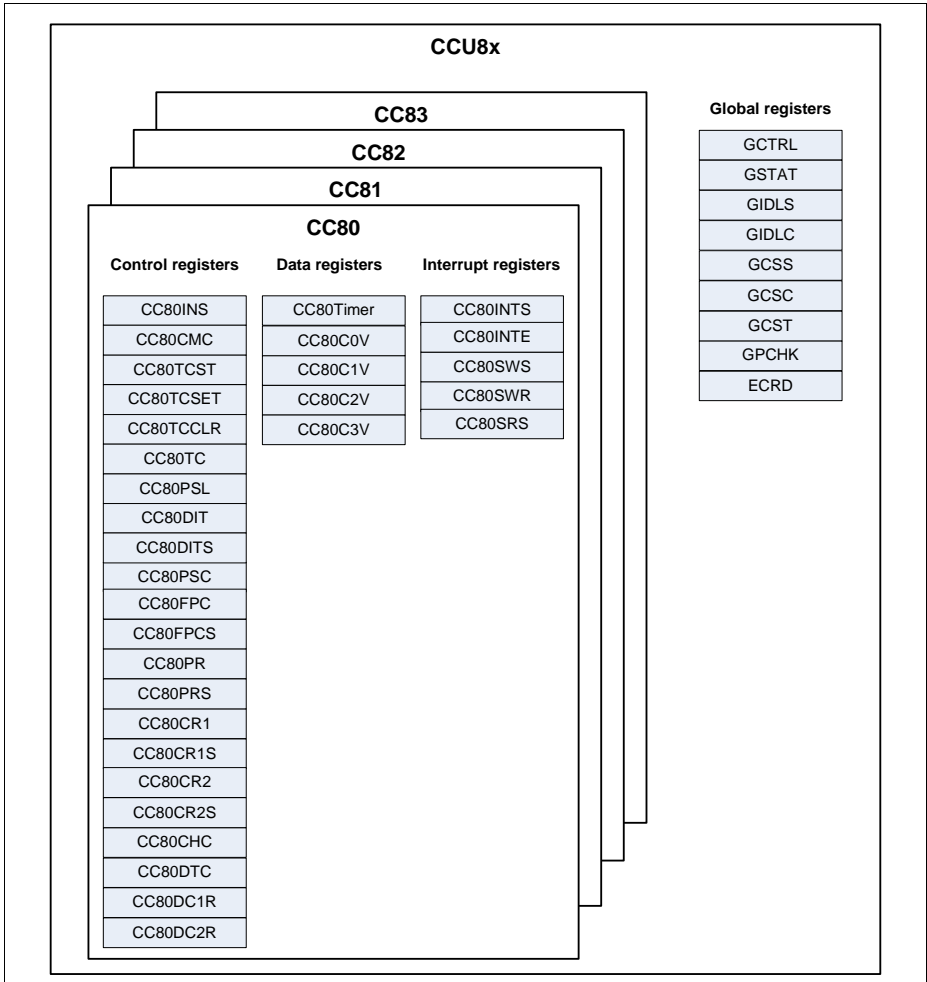 CCU8x
CC83
CC82
CC81
CC80
Control registers
CC80INS
CC80CMC
CC80TCST
CC80TCSET
CC80TCCLR
CC80TC
CC80PSL
CC80DIT
CC80DITS
CC80PSC
CC80FPC
CC80FPCS
CC80PR
CC80PRS
CC80CR1
CC80CR1S
CC80CR2
CC80CR2S
CC80CHC
CC80DTC
CC80DC1R
CC80DC2R
Data registers
CC80Timer
CC80C0V
CC80C1V
CC80C2V
CC80C3V
Interrupt registers
CC80INTS
CC80INTE
CC80SWS
CC80SWR
CC80SRS
Global registers
GCTRL
GSTAT
GIDLS
GIDLC
GCSS
GCSC
GCST
GPCHK
ECRD